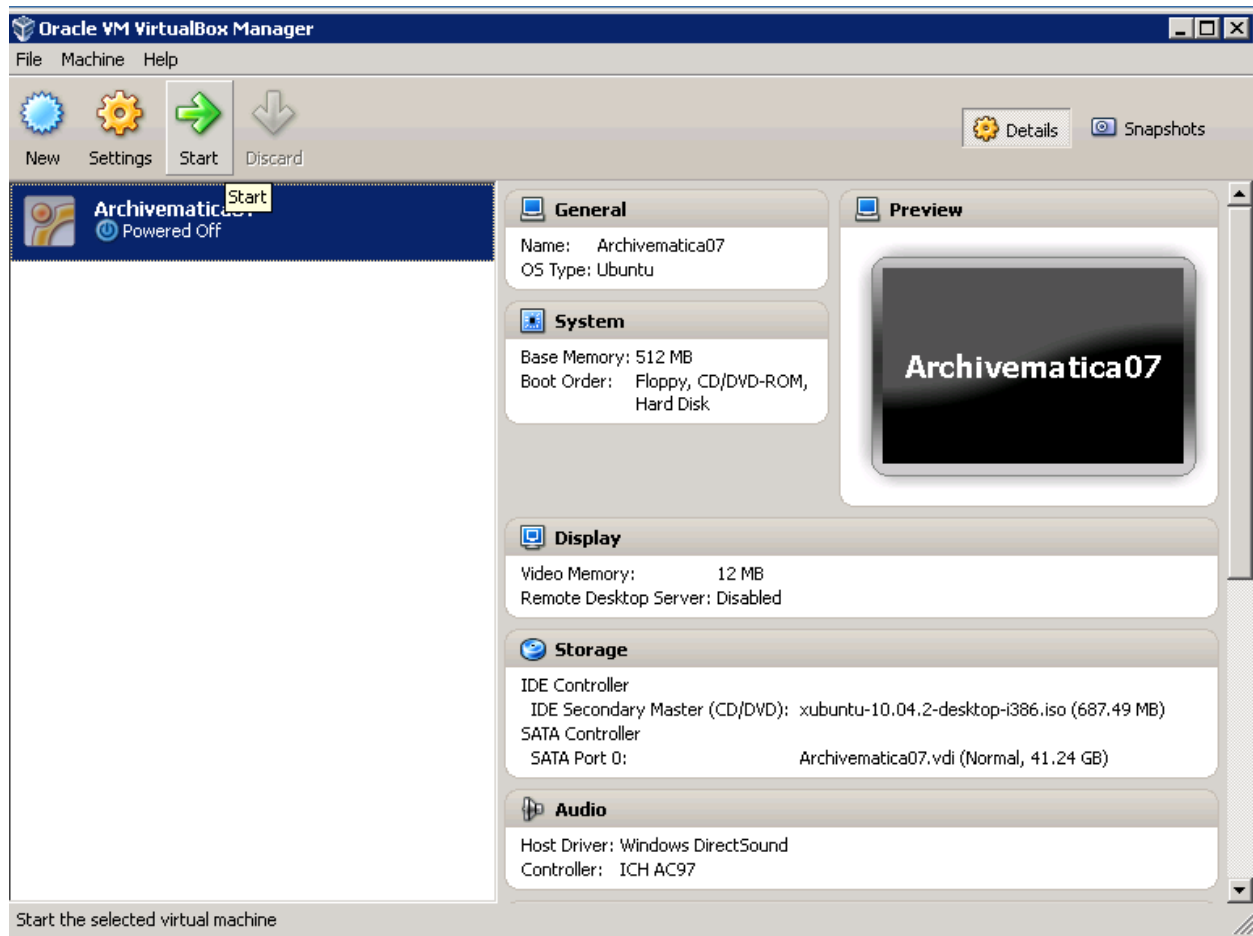 Oracle VM VirtualBox Manager
File Machine Help
New Settings Start Discard
Details Snapshots
Start
Powered Off
General
Name: Archivematica07
OS Type: Ubuntu
System
Base Memory: 512 MB
Boot Order: Floppy, CD/DVD-ROM,
Hard Disk
Preview
Archivematica07
Display
Video Memory: 12 MB
Remote Desktop Server: Disabled
Storage
IDE Controller
IDE Secondary Master (CD/DVD): xubuntu-10.04.2-desktop-i386.iso (687.49 MB)
SATA Controller
SATA Port 0: Archivematica07.vdi (Normal, 41.24 GB)
Audio
Host Driver: Windows DirectSound
Controller: ICH AC97
Start the selected virtual machine